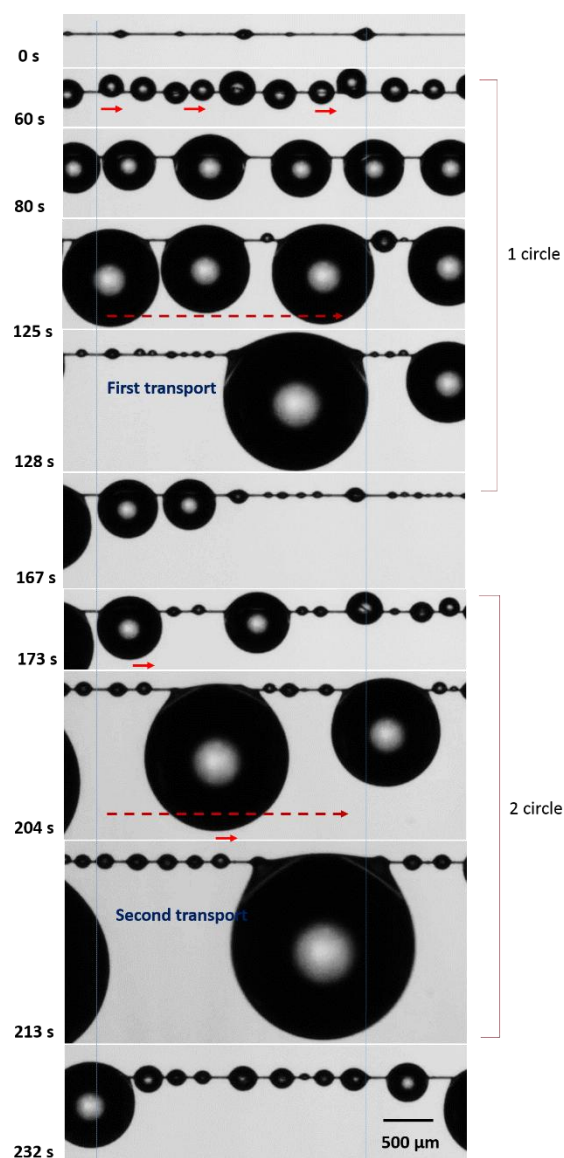 0 s
60 s
80 s
1 circle
125 s
First transport
128 s
167 s
173 s
204 s
2 circle
Second transport
213 s
500 µm
232 s